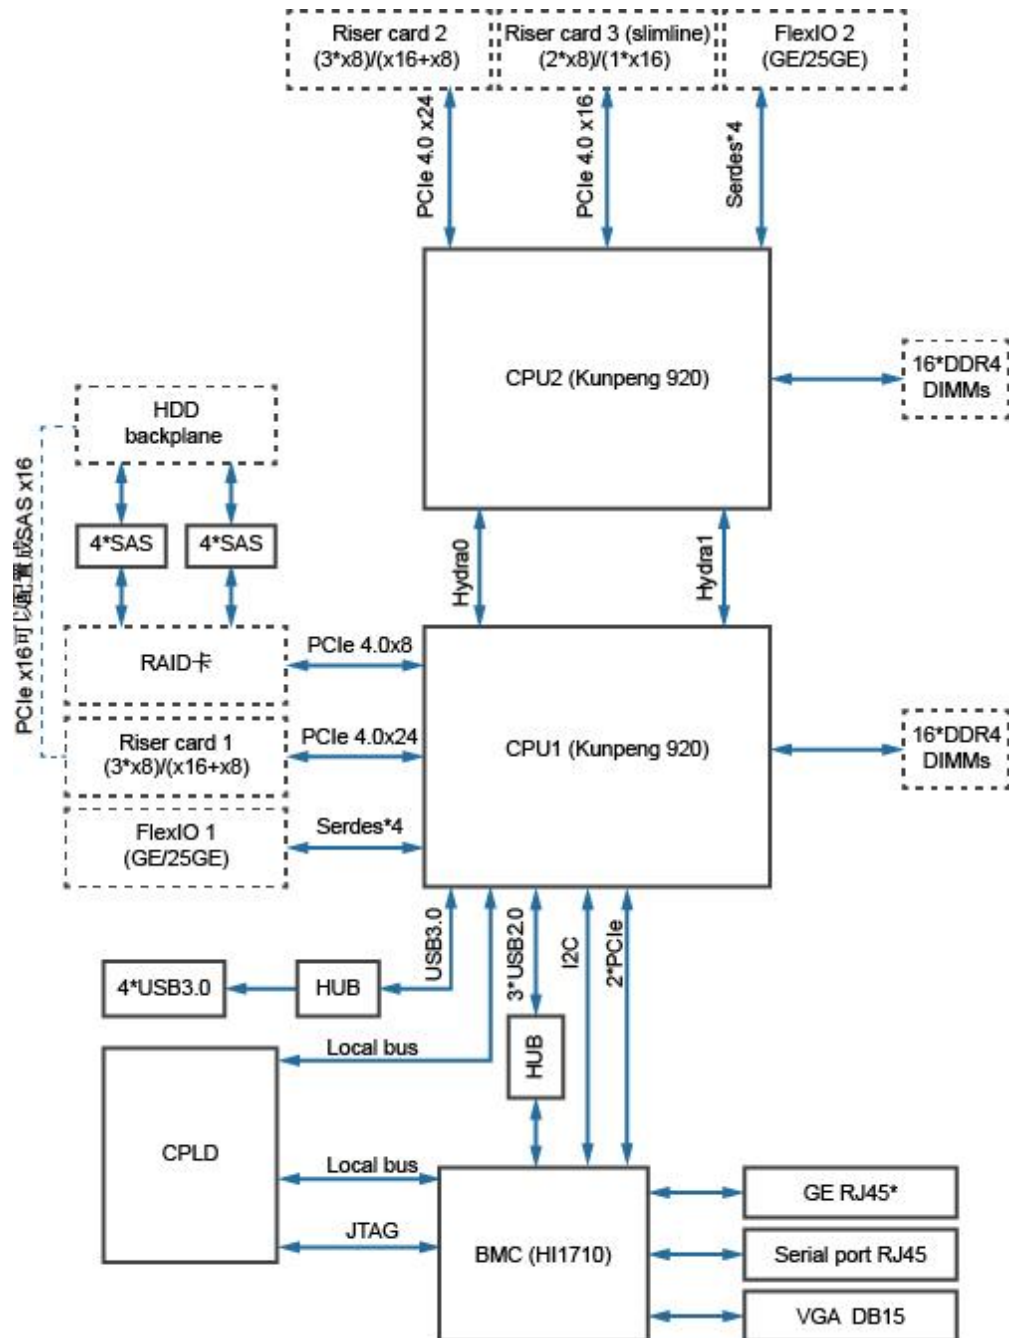 Riser card 2
(3*x8)/(x16+x8)
Riser card 3 (slimline)
(2*x8)/(1*x16)
FlexIO 2
(GE/25GE)
PCIe 4.0 x24
PCIe 4.0 x16
Serdes*4
CPU2 (Kunpeng 920)
16*DDR4
DIMMs
HDD
backplane
4*SAS
4*SAS
PCIe x16可以配置成SAS x16
Hydra0
Hydra1
RAID卡
PCIe 4.0x8
Riser card 1
(3*x8)/(x16+x8)
PCIe 4.0x24
CPU1 (Kunpeng 920)
16*DDR4
DIMMs
FlexIO 1
(GE/25GE)
Serdes*4
USB3.0
3*USB2.0
I2C
2*PCIe
4*USB3.0
HUB
HUB
Local bus
CPLD
Local bus
JTAG
BMC (HI1710)
GE RJ45*
Serial port RJ45
VGA DB15